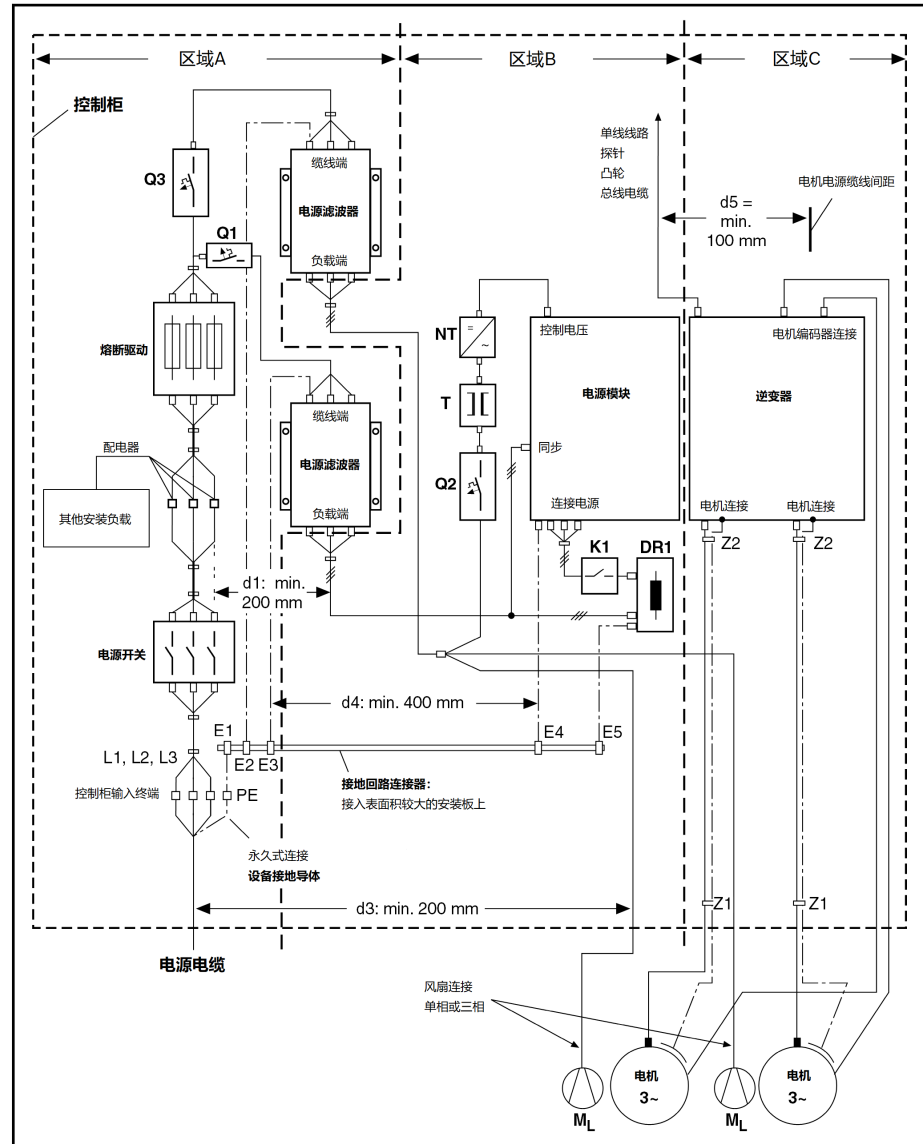 区域A
区域B
区域C
控制柜
Q3
缆线端
电源滤波器
负载端
Q1
单线线路
探针
凸轮
总线电缆
d5 =
min.
100 mm
电机电源缆线间距
熔断驱动
NT
=
~
T
Q2
控制电压
电源模块
同步
连接电源
电机编码器连接
逆变器
电机连接
电机连接
缆线端
电源滤波器
负载端
配电器
其他安装负载
K1
DR1
Z2
Z2
d1: min.
200 mm
电源开关
d4: min. 400 mm
E1
E2
E3
E4
E5
L1, L2, L3
接地回路连接器：
接入表面积较大的安装板上
控制柜输入终端
PE
永久式连接
设备接地导体
d3: min. 200 mm
Z1
Z1
电源电缆
风扇连接
单相或三相
电机
3~
电机
3~
ML
ML